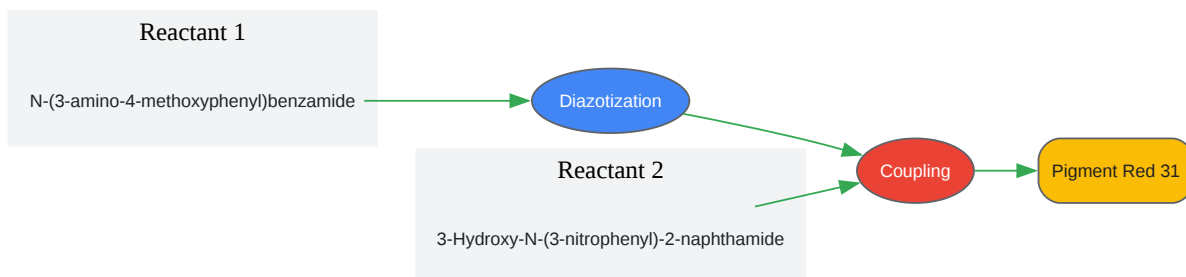 Reactant 1
N-(3-amino-4-methoxyphenyl)benzamide
Diazotization
Reactant 2
3-Hydroxy-N-(3-nitrophenyl)-2-naphthamide
Coupling
Pigment Red 31